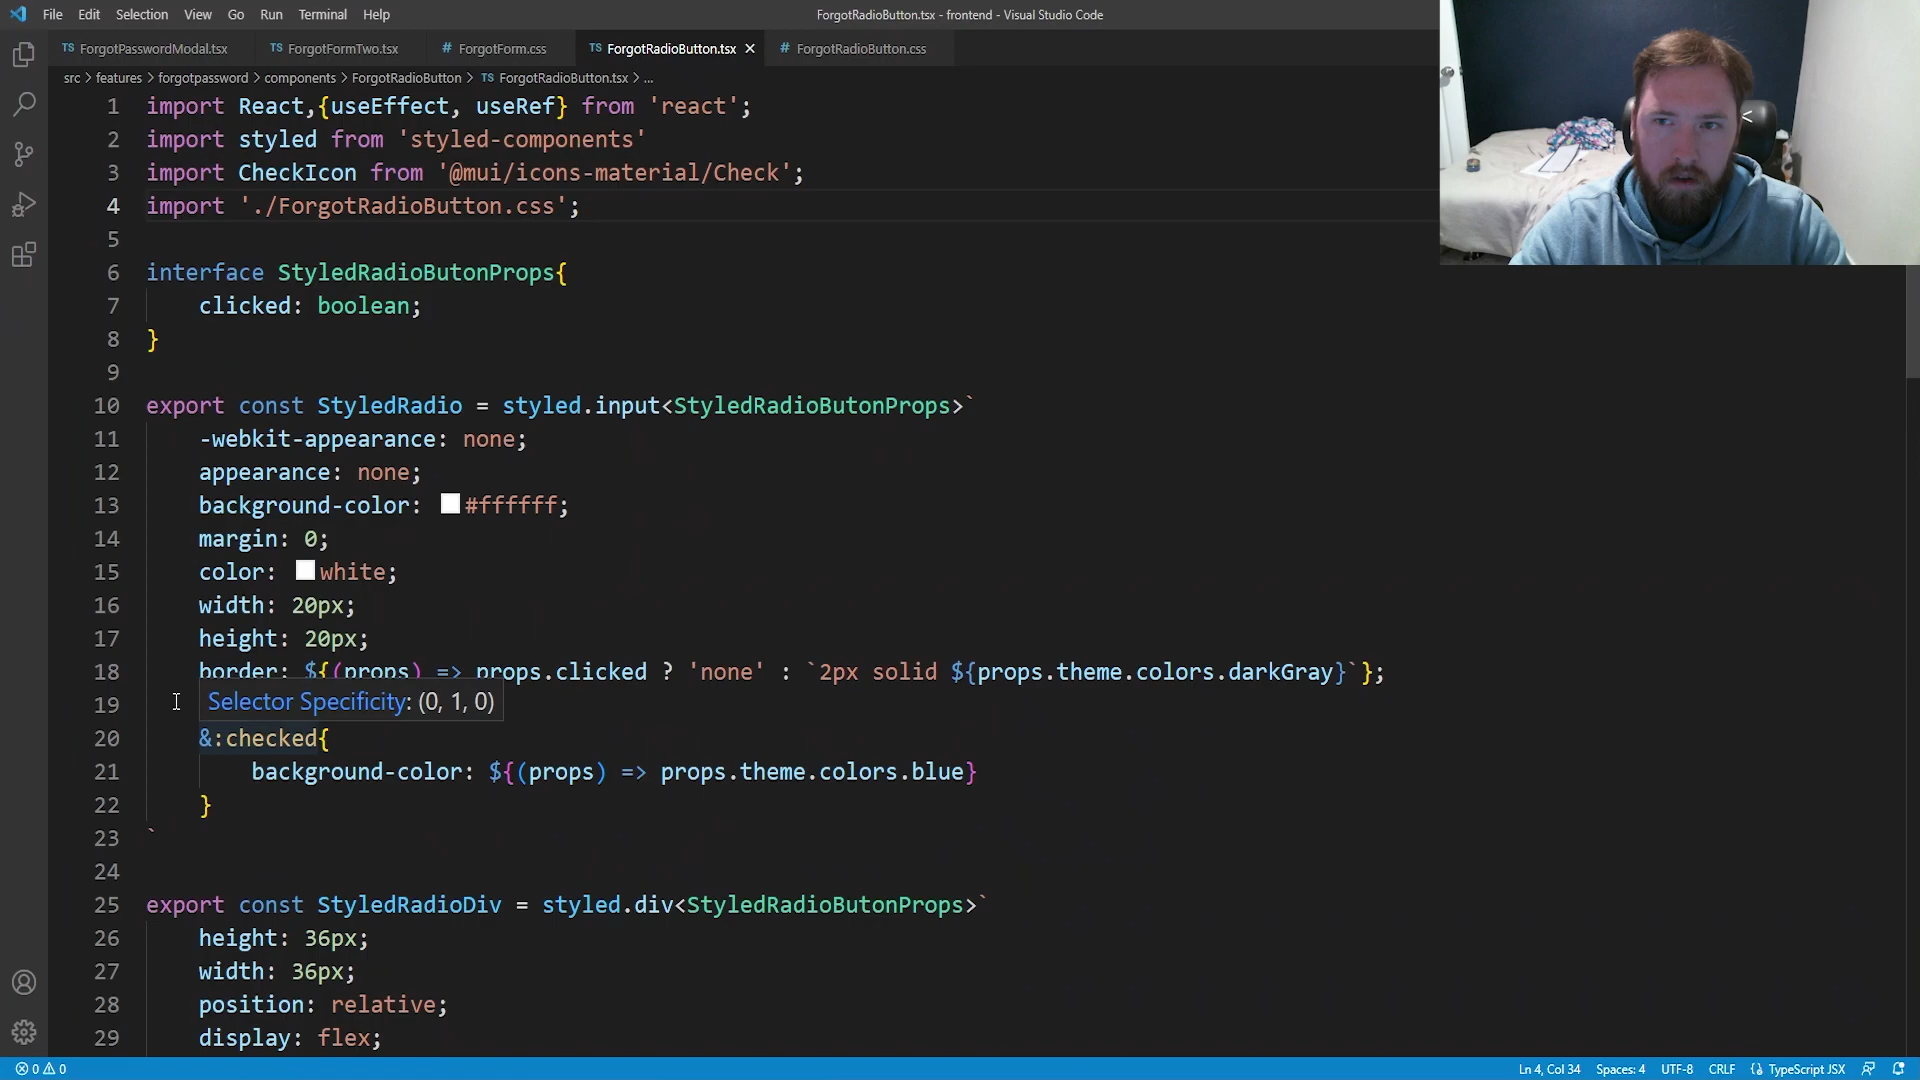 File Edit Selection View Go Run Terminal Help
ForgotRadioButton.tsx - frontend - Visual Studio Code
TS ForgotPasswordModal.tsx TS ForgotFormTwo.tsx # ForgotForm.css TS ForgotRadioButton.tsx # ForgotRadioButton.css
src > features > forgotpassword > components > ForgotRadioButton > TS ForgotRadioButton.tsx > ...
1 import React,{useEffect, useRef} from 'react';
2 import styled from 'styled-components'
3 import CheckIcon from '@mui/icons-material/Check';
4 import './ForgotRadioButton.css';
5
6 interface StyledRadioButonProps{
7 clicked: boolean;
8 }
9
10 export const StyledRadio = styled.input<StyledRadioButonProps>`
11 -webkit-appearance: none;
12 appearance: none;
13 background-color: #ffffff;
14 margin: 0;
15 color: white;
16 width: 20px;
17 height: 20px;
18 border: ${(props) => props.clicked ? 'none' : `2px solid ${props.theme.colors.darkGray}`};
19 Selector Specificity: (0, 1, 0)
20 &:checked{
21 background-color: ${(props) => props.theme.colors.blue}
22 }
23 `
24
25 export const StyledRadioDiv = styled.div<StyledRadioButonProps>`
26 height: 36px;
27 width: 36px;
28 position: relative;
29 display: flex;
0 0 Ln 4, Col 34 Spaces: 4 UTF-8 CRLF {} TypeScript JSX